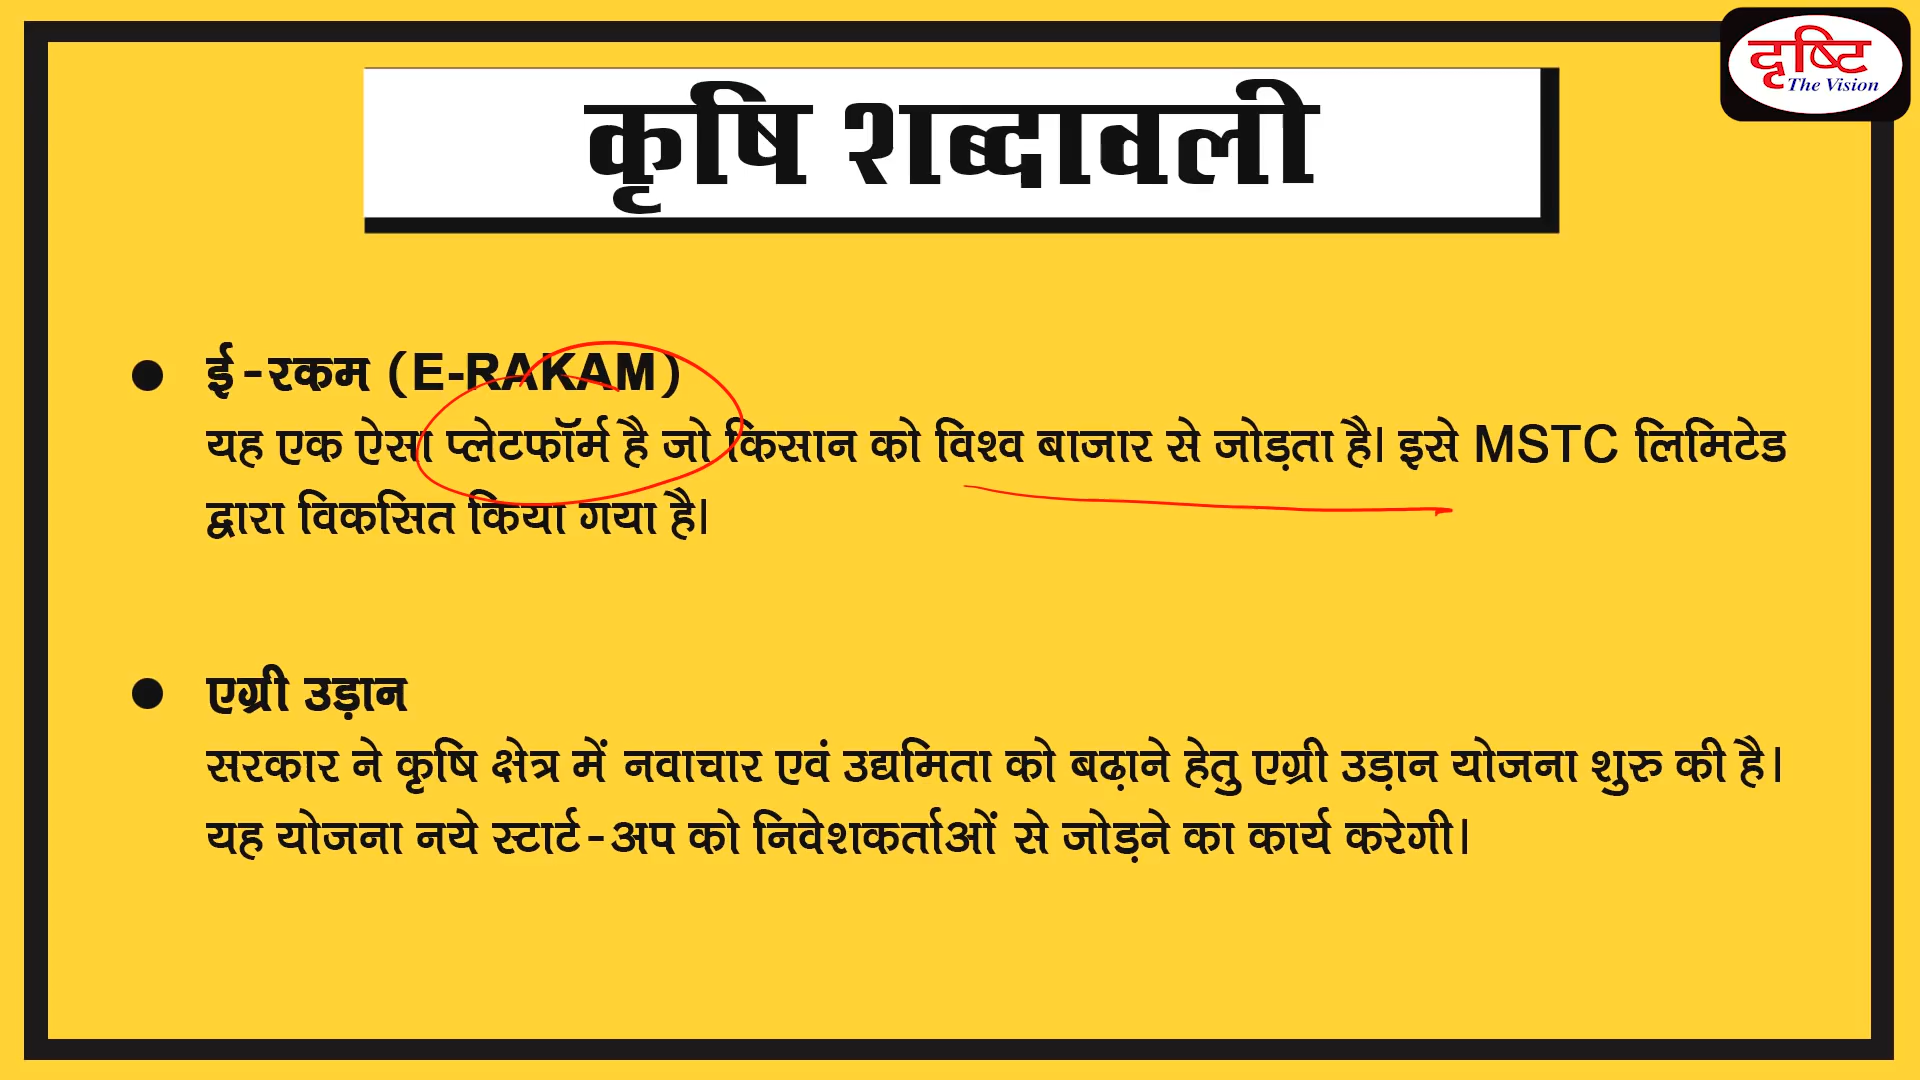 दृष्टि
The Vision
कृषि शब्दावली
● ई-रकम (E-RAKAM)
यह एक ऐसा प्लेटफॉर्म है जो किसान को विश्व बाजार से जोड़ता है। इसे MSTC लिमिटेड
द्वारा विकसित किया गया है।
● एग्री उड़ान
सरकार ने कृषि क्षेत्र में नवाचार एवं उद्यमिता को बढ़ाने हेतु एग्री उड़ान योजना शुरु की है।
यह योजना नये स्टार्ट-अप को निवेशकर्ताओं से जोड़ने का कार्य करेगी।